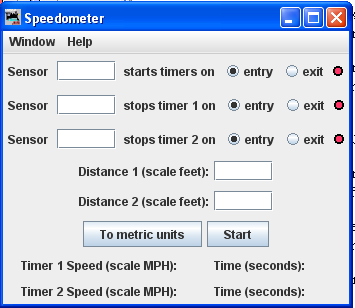 Speedometer
Window Help
Sensor starts timers on entry exit
Sensor stops timer 1 on entry exit
Sensor stops timer 2 on entry exit
Distance 1 (scale feet):
Distance 2 (scale feet):
To metric units Start
Timer 1 Speed (scale MPH): Time (seconds):
Timer 2 Speed (scale MPH): Time (seconds):